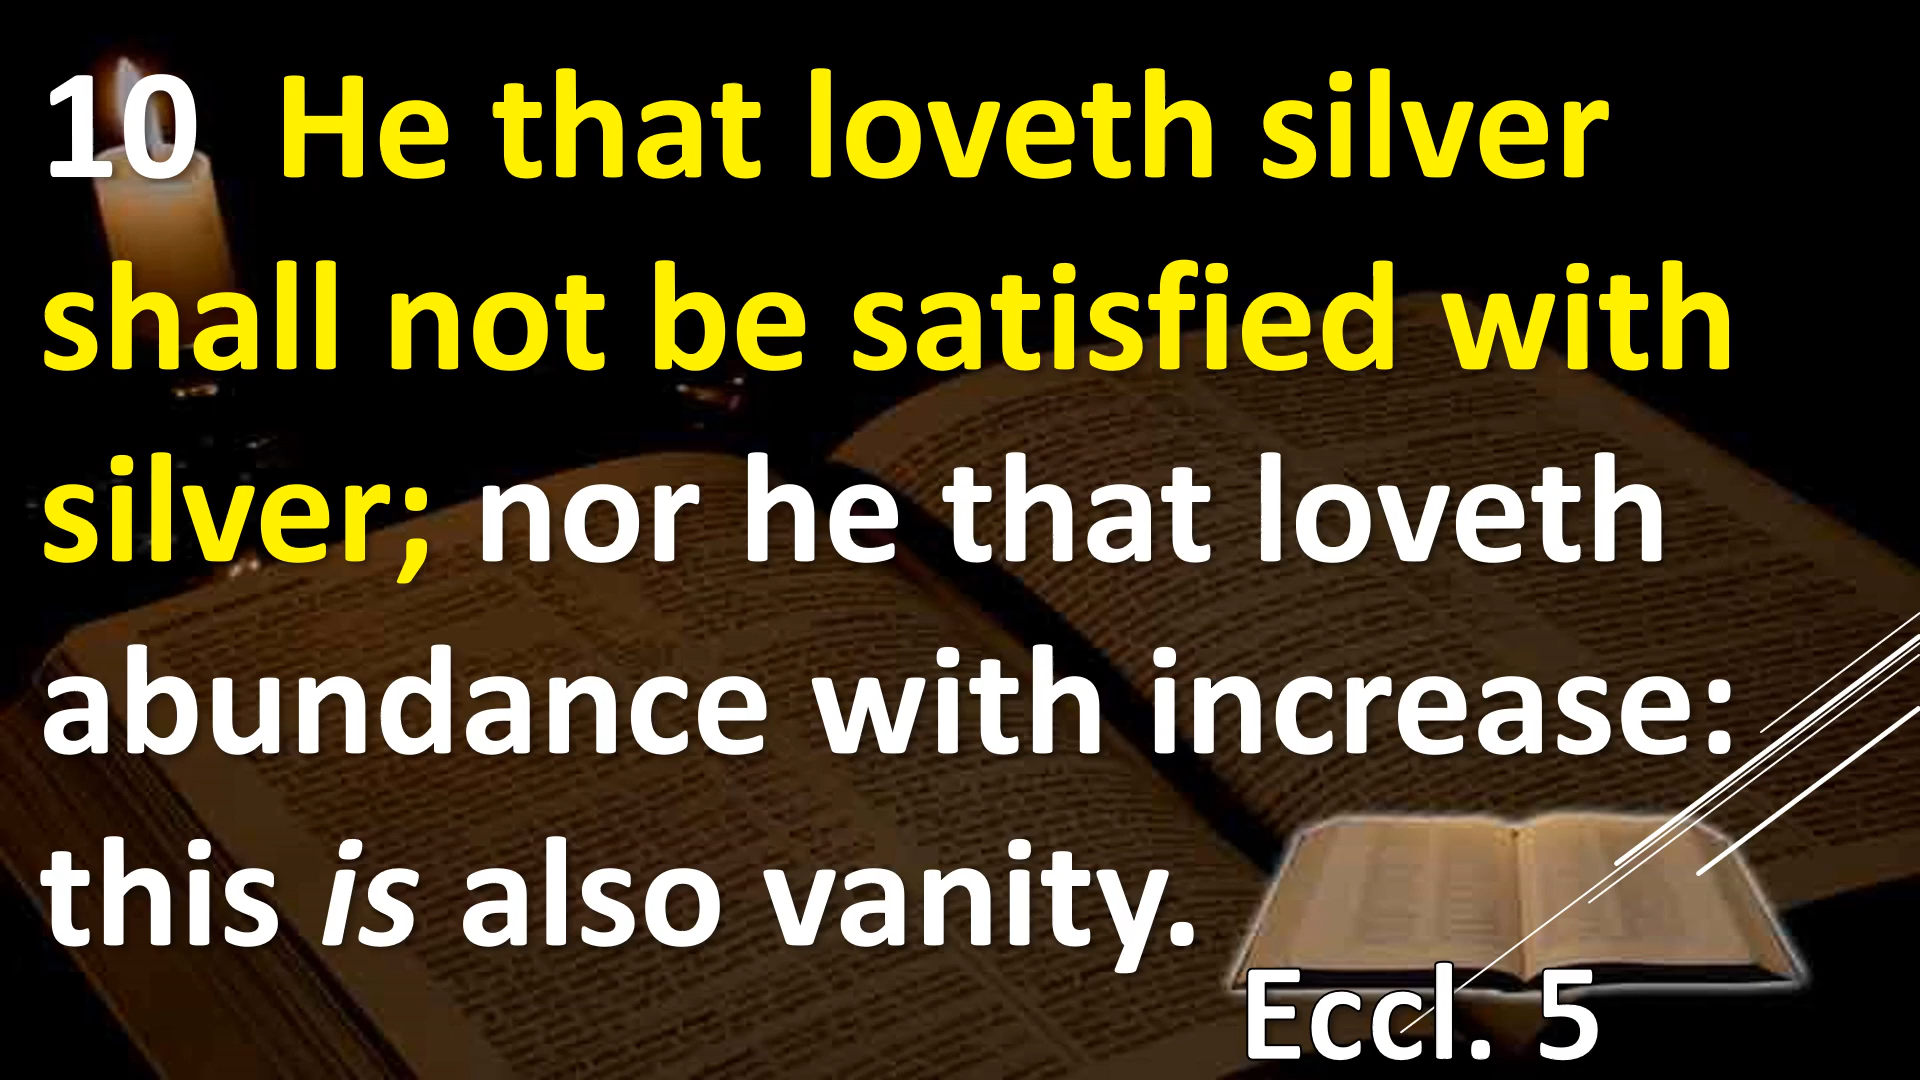 10 He that loveth silver
shall not be satisfied with
silver; nor he that loveth
abundance with increase:
this is also vanity.
Eccl. 5